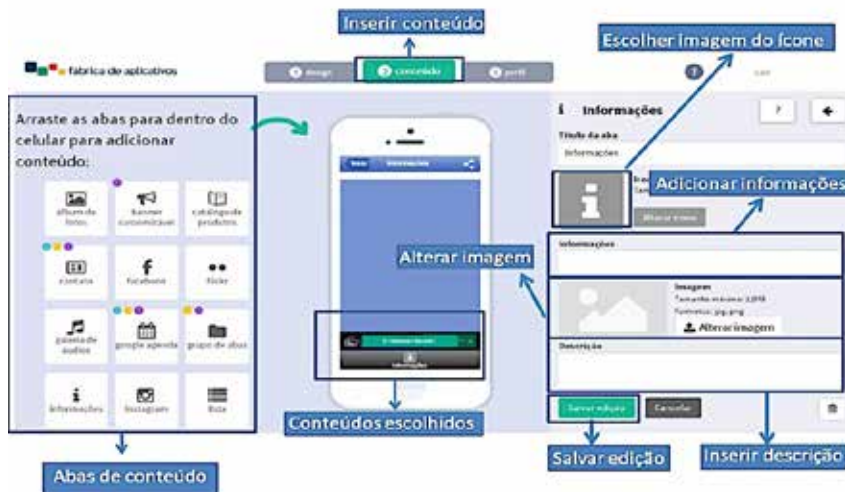 Inserir conteúdo
Escolher imagem do ícone
fábrica de aplicativos
design
conteúdo
perfil
Arraste as abas para dentro do
celular para adicionar
conteúdo:
álbum de
fotos
banner
customizável
catálogo de
produtos
contato
facebook
flickr
galeria de
áudios
google agenda
grupo de abas
informações
instagram
lista
Abas de conteúdo
Informações
Informações
Conteúdos escolhidos
i Informações
?
Título da aba
Informações
Adicionar informações
Alterar ícone
Informações
Alterar imagem
Imagem
Tamanho máximo:
Formatos: jpg, png
Alterar imagem
Descrição
Salvar edição
Cancelar
Salvar edição
Inserir descrição